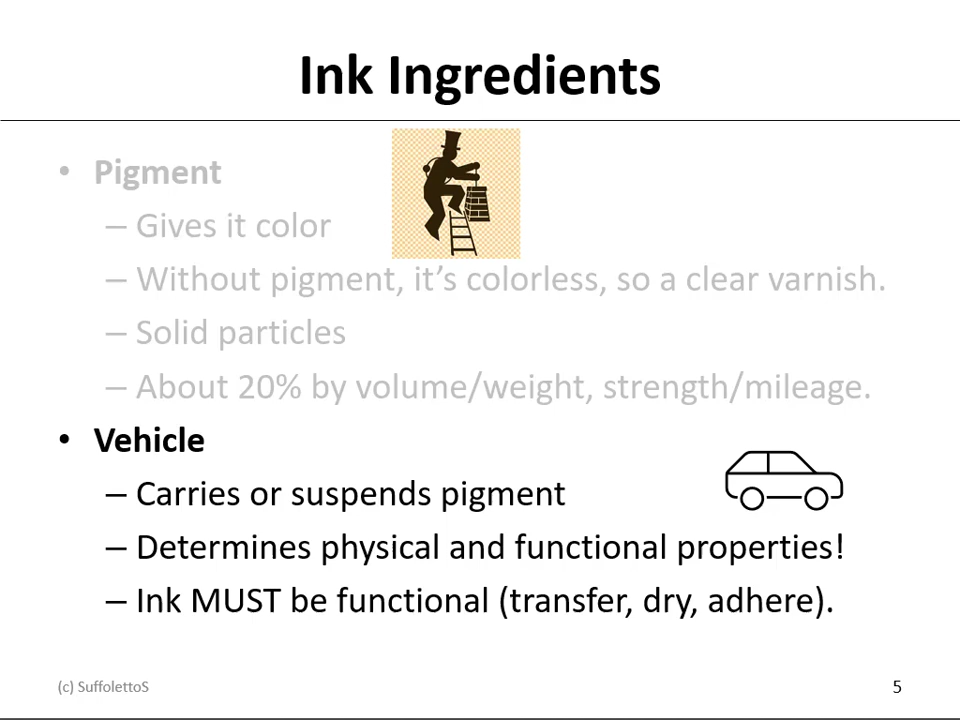 Ink Ingredients
• Pigment
– Gives it color
– Without pigment, it’s colorless, so a clear varnish.
– Solid particles
– About 20% by volume/weight, strength/mileage.
• Vehicle
– Carries or suspends pigment
– Determines physical and functional properties!
– Ink MUST be functional (transfer, dry, adhere).
(c) SuffolettoS
5